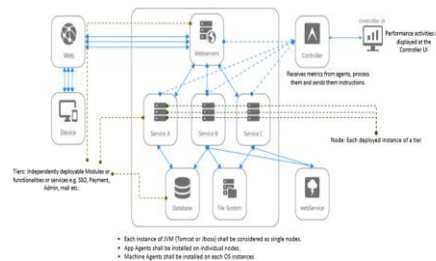 Controller UI
Performance activities are
displayed at the
Controller UI
Web
Webservers
Controller
Receives metrics from agents, process
them and sends them instructions.
Device
Service A
Service B
Service C
Node: Each deployed instance of a tier
Tiers: Independently deployable Modules or
functionalities or services e.g. SSO, Payment,
Admin, mail etc.
Database
File System
webService
• Each instance of JVM (Tomcat or Jboss) shall be considered as single nodes.
• App Agents shall be installed on individual nodes.
• Machine Agents shall be installed on each OS instances